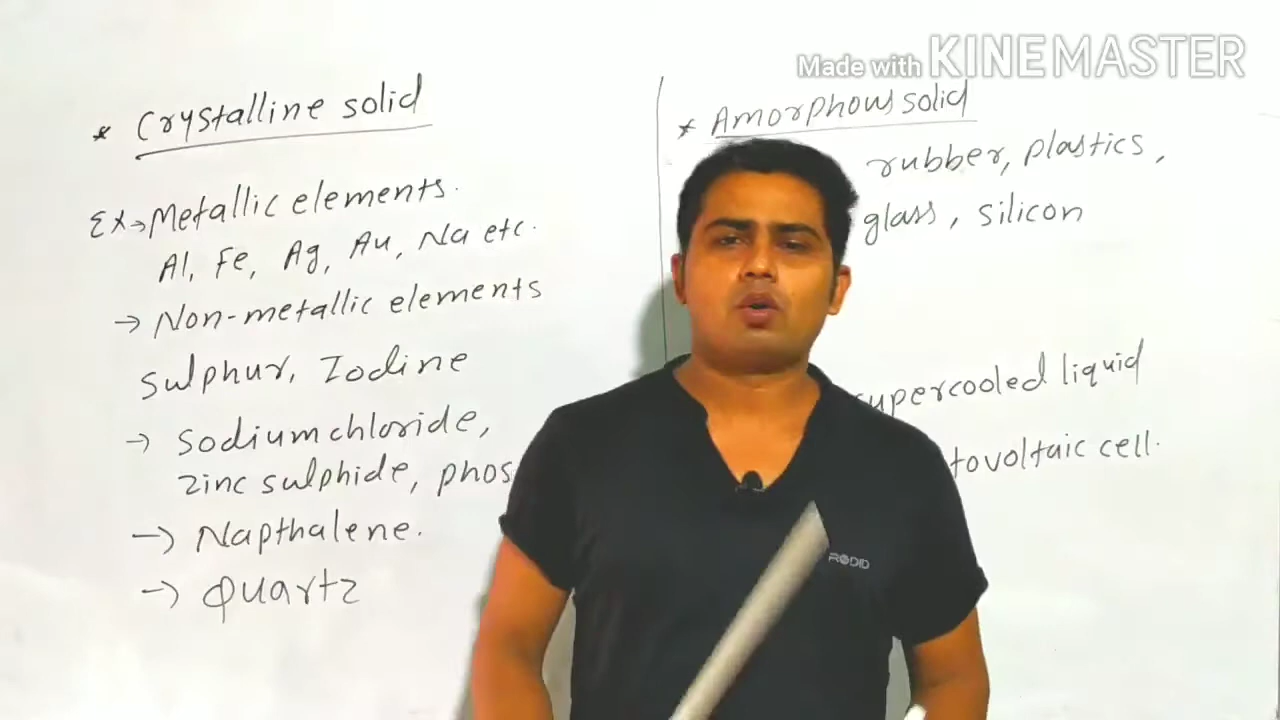 Made with KINEMASTER
* Crystalline solid
Ex→ Metallic elements.
Al, Fe, Ag, Au, Na etc.
→ Non-metallic elements
sulphur, Iodine
→ Sodium chloride,
zinc sulphide, phos
→ Napthalene.
→ Quartz
* Amorphous solid
rubber, plastics,
glass, silicon
supercooled liquid
tovoltaic cell.
RODID